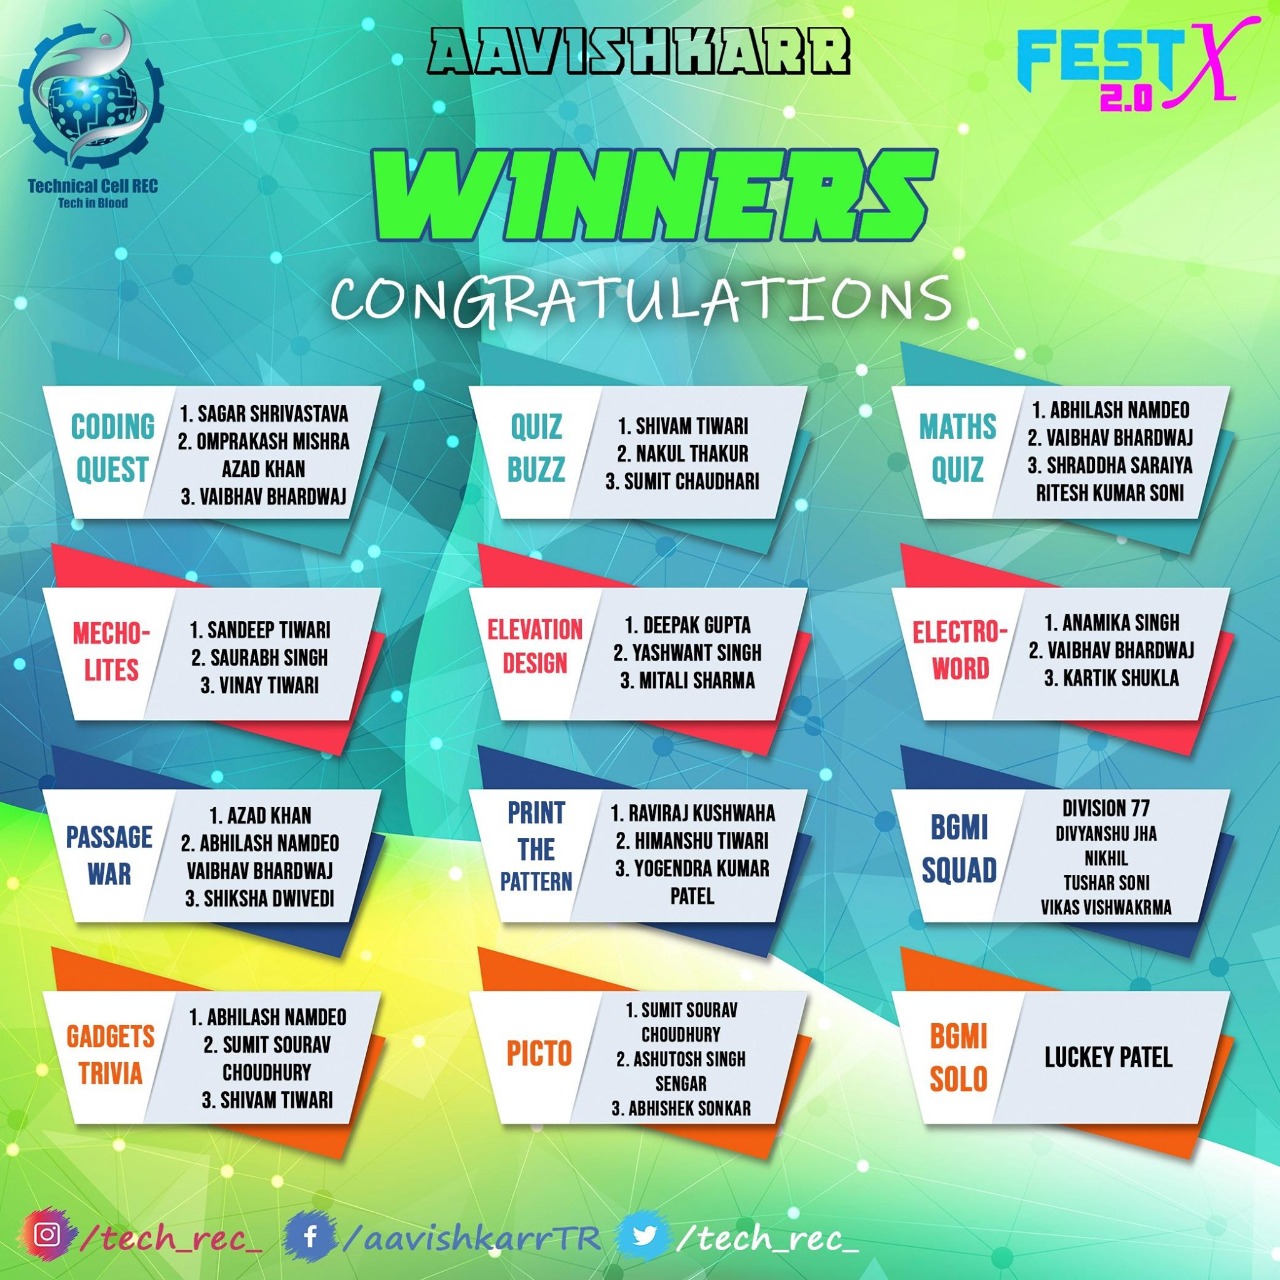 AAVISHKARR
FEST X
2.0
Technical Cell REC
Tech in Blood
WINNERS
CONGRATULATIONS
CODING
QUEST
1. SAGAR SHRIVASTAVA
2. OMPRAKASH MISHRA
AZAD KHAN
3. VAIBHAV BHARDWAJ
QUIZ
BUZZ
1. SHIVAM TIWARI
2. NAKUL THAKUR
3. SUMIT CHAUDHARI
MATHS
QUIZ
1. ABHILASH NAMDEO
2. VAIBHAV BHARDWAJ
3. SHRADDHA SARAIYA
RITESH KUMAR SONI
MECHO-
LITES
1. SANDEEP TIWARI
2. SAURABH SINGH
3. VINAY TIWARI
ELEVATION
DESIGN
1. DEEPAK GUPTA
2. YASHWANT SINGH
3. MITALI SHARMA
ELECTRO-
WORD
1. ANAMIKA SINGH
2. VAIBHAV BHARDWAJ
3. KARTIK SHUKLA
PASSAGE
WAR
1. AZAD KHAN
2. ABHILASH NAMDEO
VAIBHAV BHARDWAJ
3. SHIKSHA DWIVEDI
PRINT
THE
PATTERN
1. RAVIRAJ KUSHWAHA
2. HIMANSHU TIWARI
3. YOGENDRA KUMAR
PATEL
BGMI
SQUAD
DIVISION 77
DIVYANSHU JHA
NIKHIL
TUSHAR SONI
VIKAS VISHWAKRMA
GADGETS
TRIVIA
1. ABHILASH NAMDEO
2. SUMIT SOURAV
CHOUDHURY
3. SHIVAM TIWARI
PICTO
1. SUMIT SOURAV
CHOUDHURY
2. ASHUTOSH SINGH
SENGAR
3. ABHISHEK SONKAR
BGMI
SOLO
LUCKEY PATEL
/tech_rec_
/aavishkarrTR
/tech_rec_